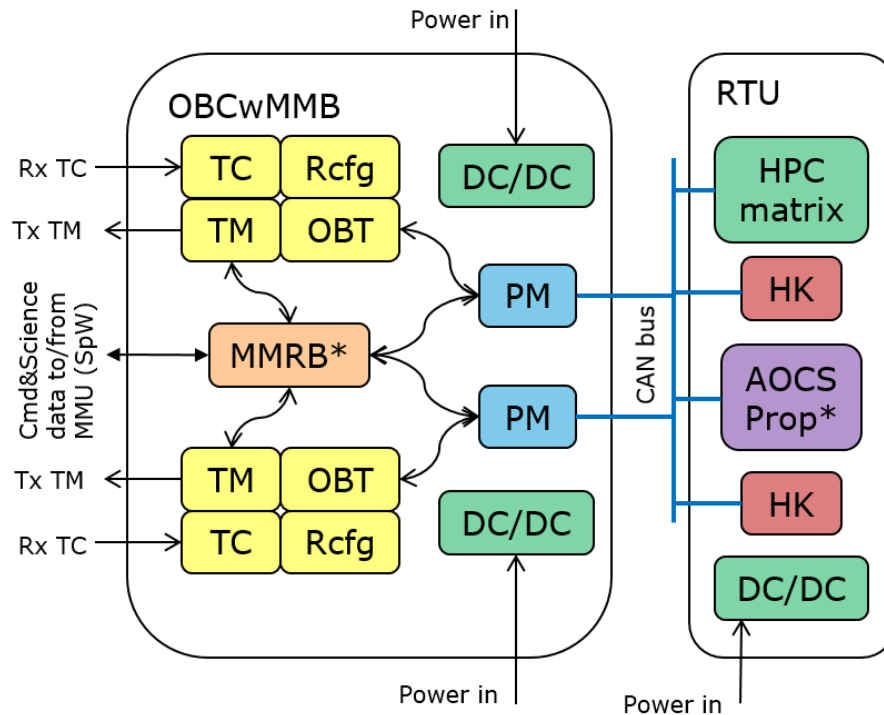 Power in
OBCwMMB
RTU
Rx TC
TC
Rcfg
DC/DC
HPC
matrix
Tx TM
TM
OBT
PM
HK
Cmd&Science
data to/from
MMU (SpW)
MMRB*
CAN bus
AOCS
Prop*
PM
Tx TM
TM
OBT
HK
Rx TC
TC
Rcfg
DC/DC
DC/DC
Power in
Power in